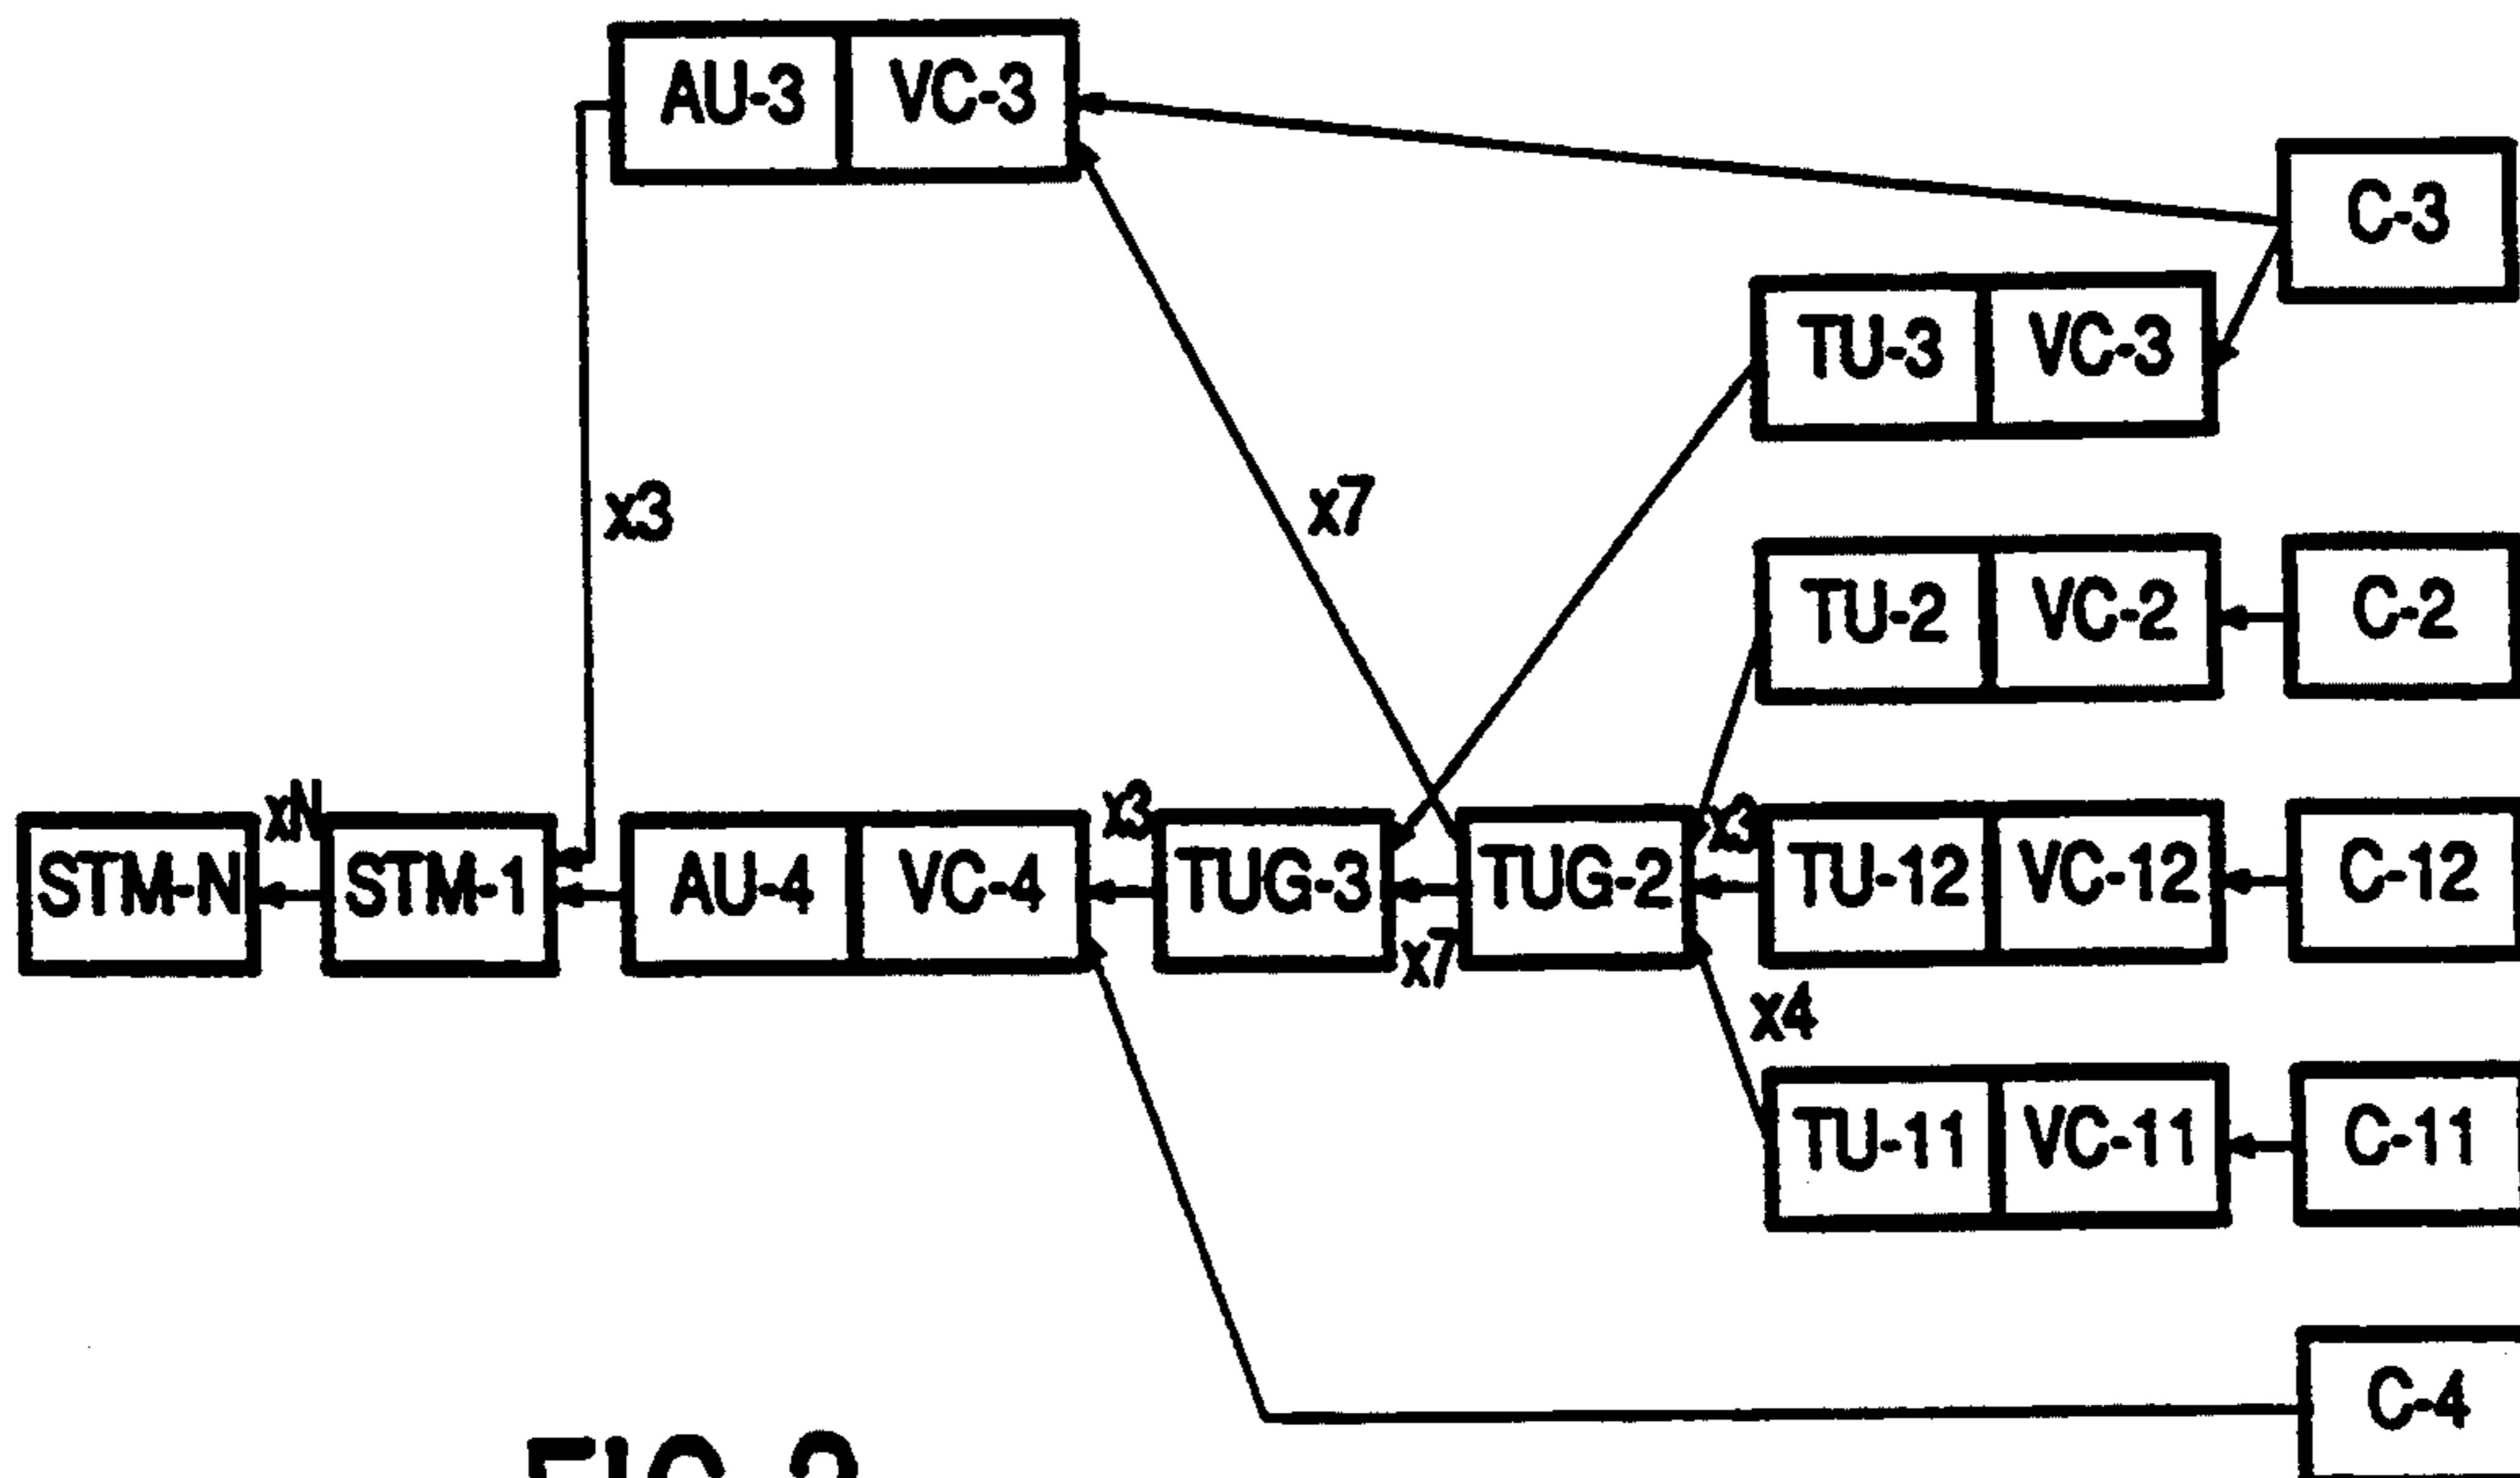 AU-3 VC-3
C-3
TU-3 VC-3
x3
x7
TU-2 VC-2
C-2
xN
x3
x3
STM-N
STM-1
AU-4 VC-4
TUG-3
TUG-2
TU-12 VC-12
C-12
x7
x4
TU-11 VC-11
C-11
C-4